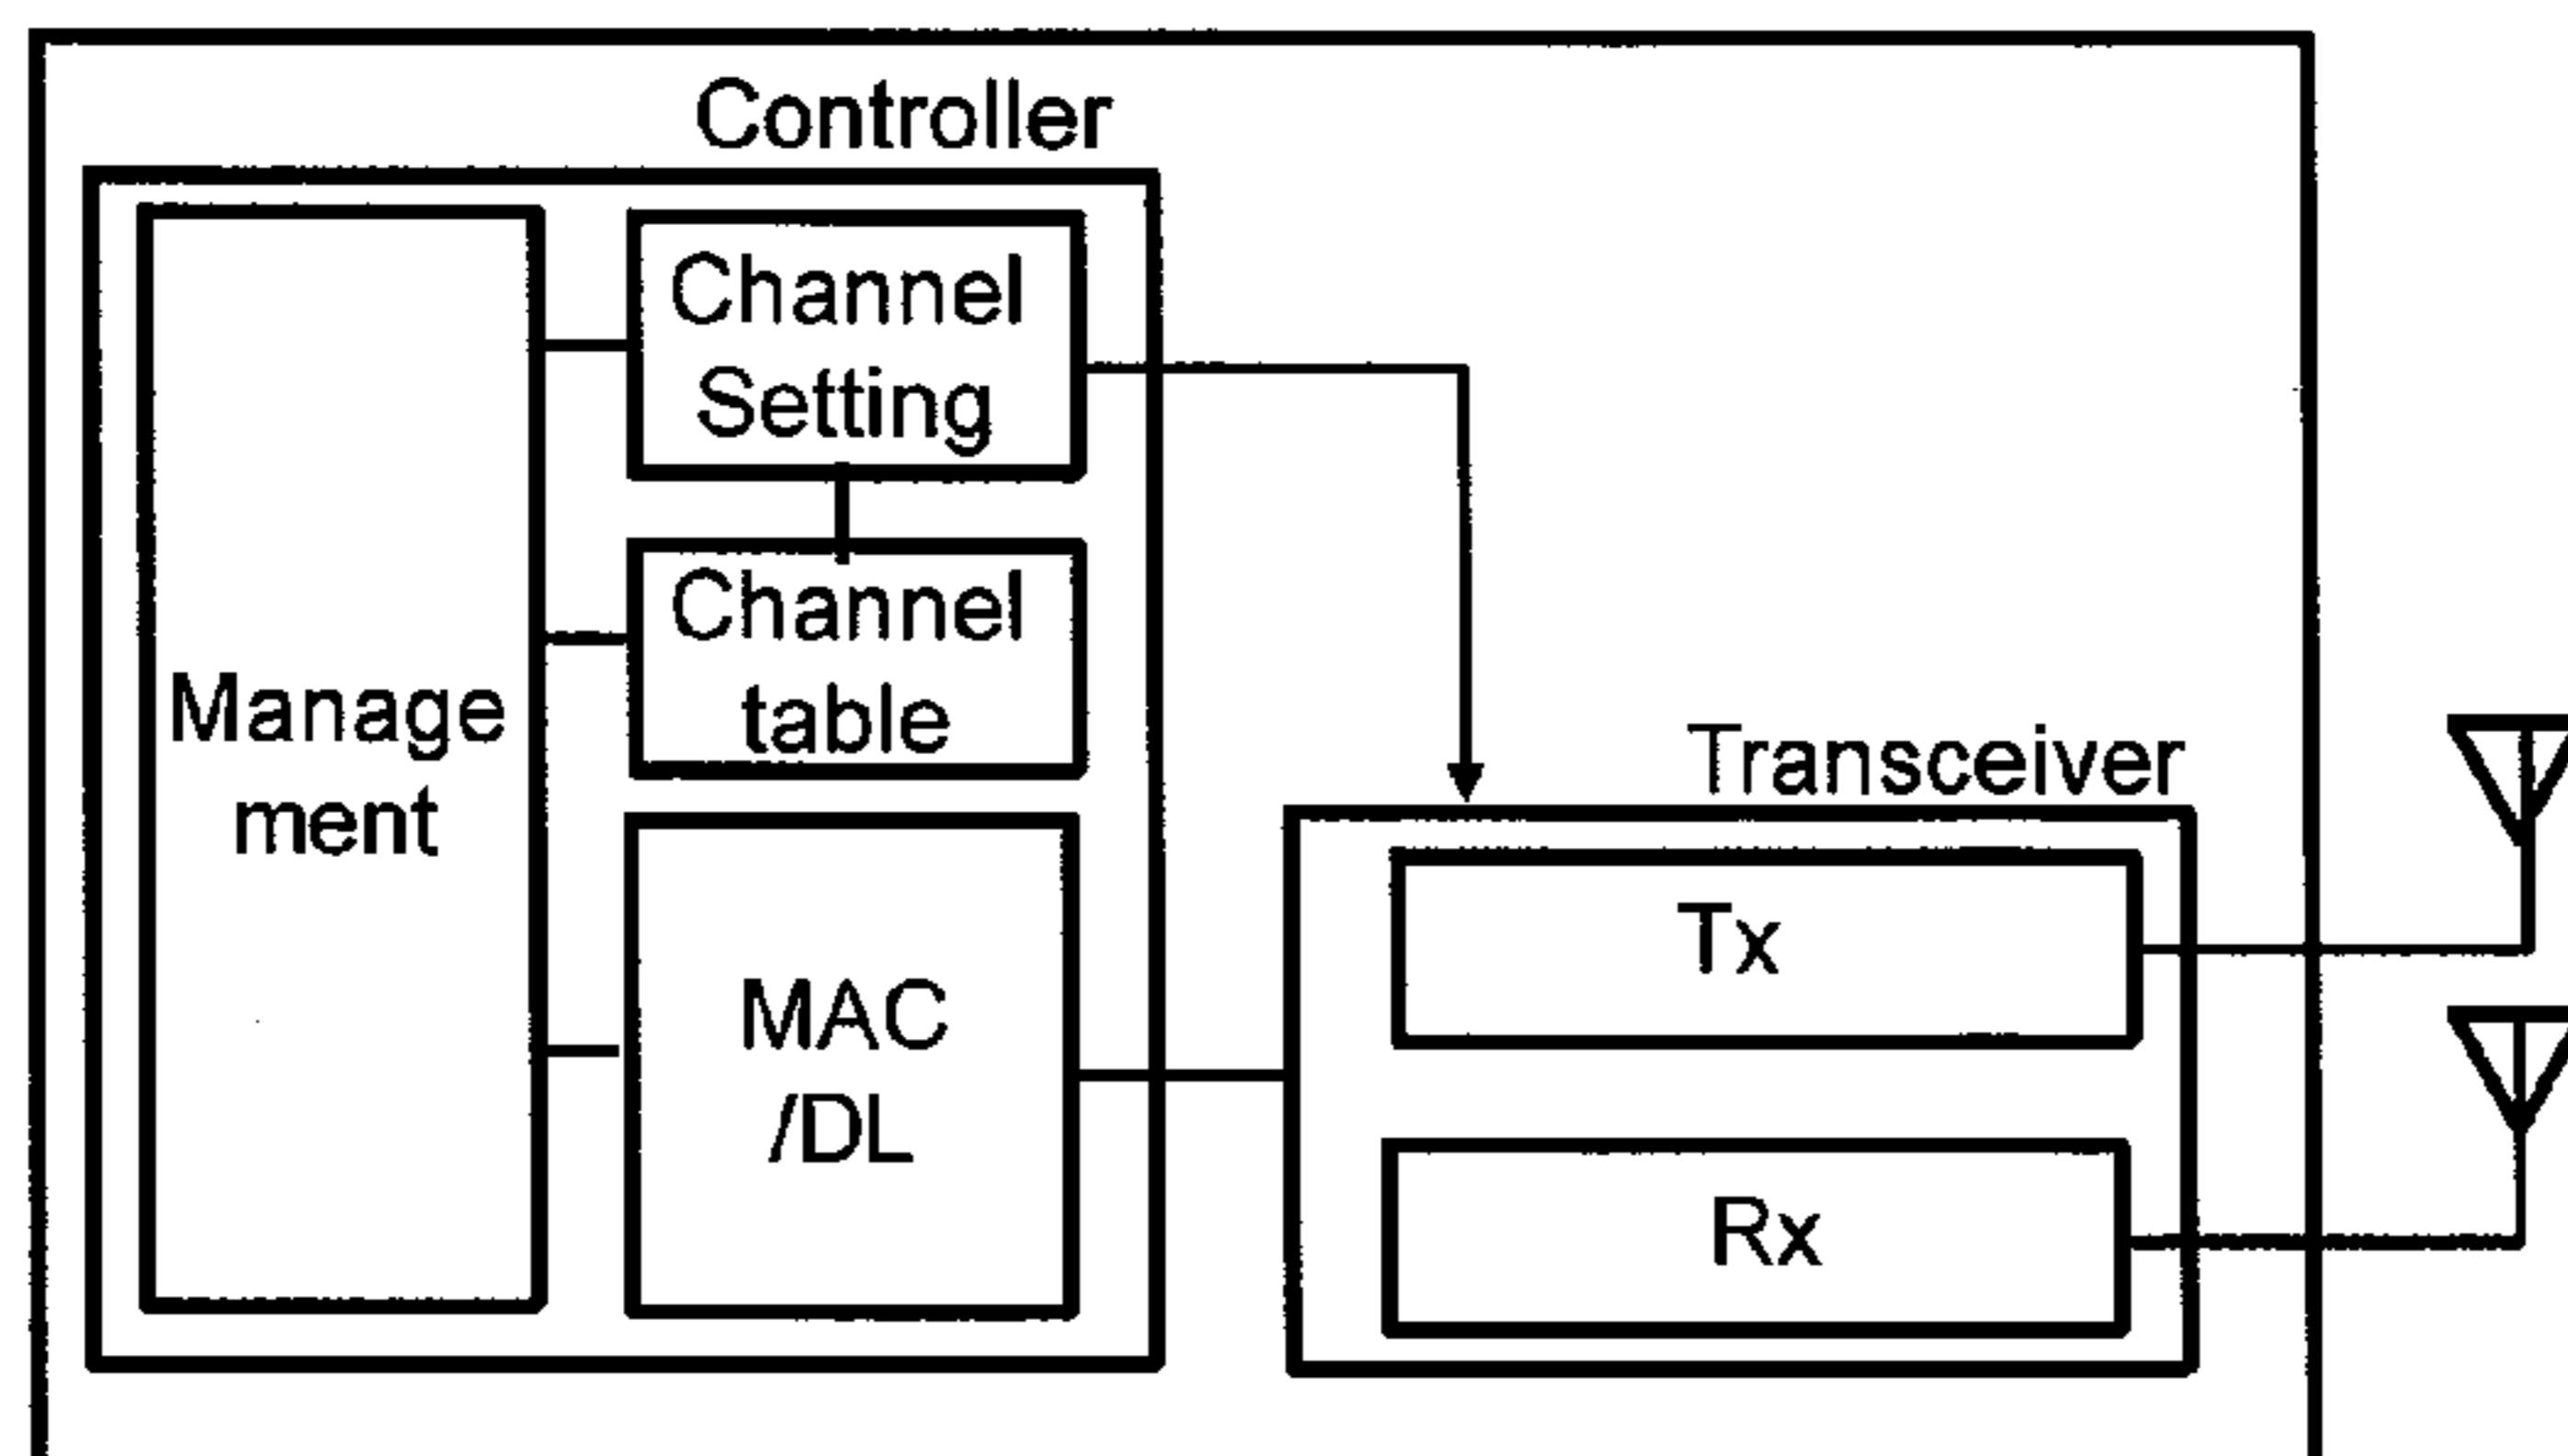 Controller
Channel
Setting
Channel
table
Manage
ment
MAC
/DL
Transceiver
Tx
Rx